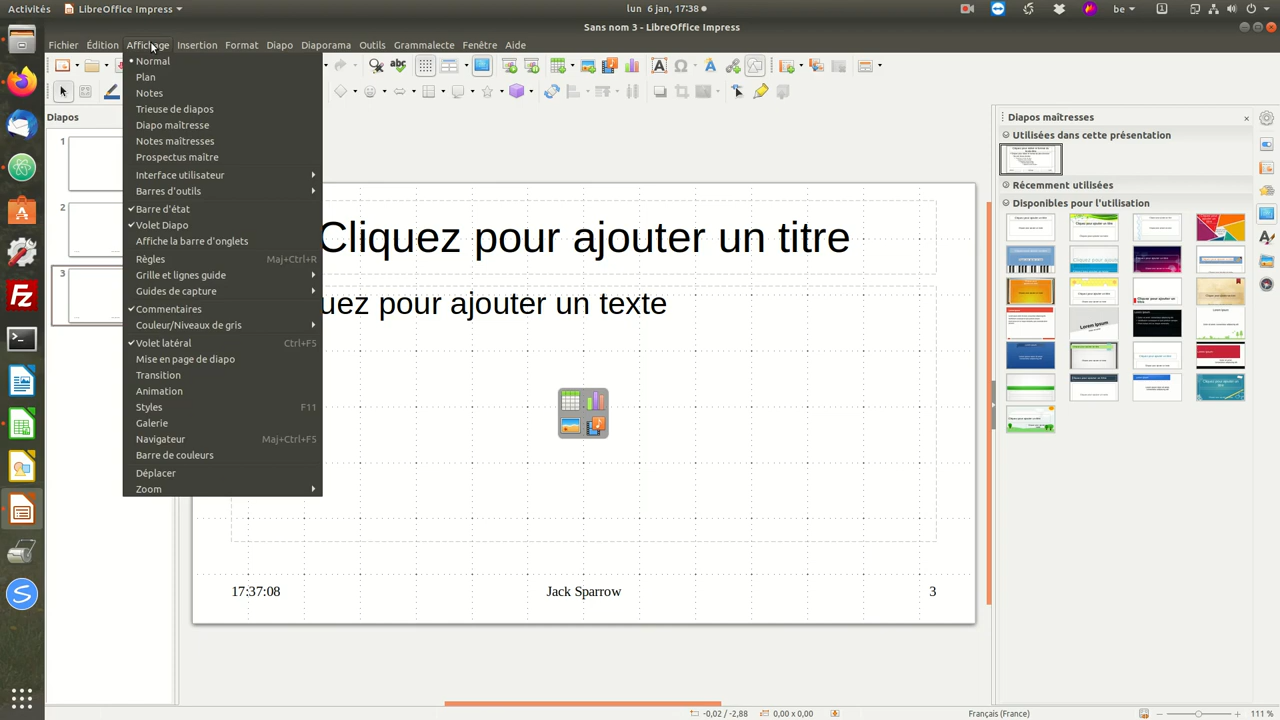 Activités
LibreOffice Impress
lun 6 jan, 17:38
be
Sans nom 3 - LibreOffice Impress
Fichier Édition Affichage Insertion Format Diapo Diaporama Outils Grammalecte Fenêtre Aide
Normal
Plan
Notes
Trieuse de diapos
Diapo maîtresse
Notes maîtresses
Prospectus maître
Interface utilisateur
Barres d'outils
Barre d'état
Volet Diapo
Affiche la barre d'onglets
Règles Maj+Ctrl+R
Grille et lignes guide
Guides de capture
Commentaires
Couleur/Niveaux de gris
Volet latéral Ctrl+F5
Mise en page de diapo
Transition
Animation
Styles F11
Galerie
Navigateur Maj+Ctrl+F5
Barre de couleurs
Déplacer
Zoom
Diapos
1
2
3
Cliquez pour ajouter un titre
uez pour ajouter un texte
17:37:08
Jack Sparrow
3
Diapos maîtresses
Utilisées dans cette présentation
Récemment utilisées
Disponibles pour l'utilisation
-0,02 / -2,88
0,00 x 0,00
Français (France)
111 %